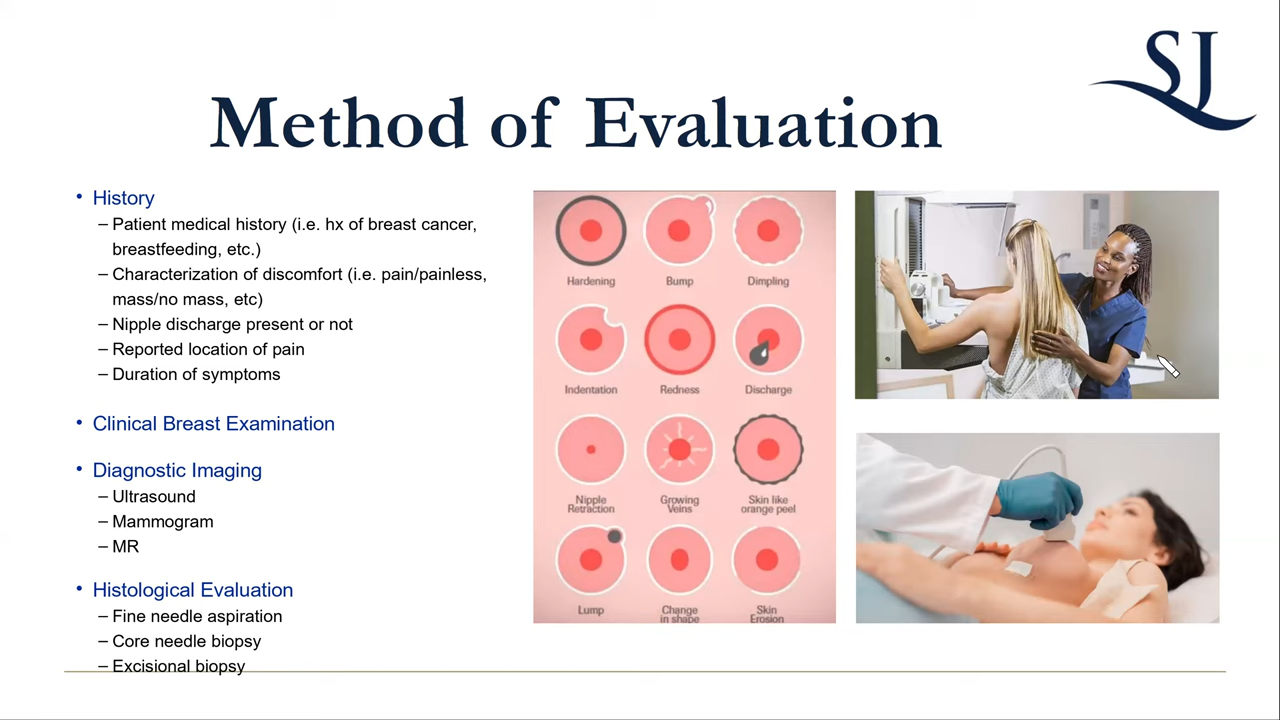 SJ
Method of Evaluation
• History
– Patient medical history (i.e. hx of breast cancer,
breastfeeding, etc.)
– Characterization of discomfort (i.e. pain/painless,
mass/no mass, etc)
– Nipple discharge present or not
– Reported location of pain
– Duration of symptoms
• Clinical Breast Examination
• Diagnostic Imaging
– Ultrasound
– Mammogram
– MR
• Histological Evaluation
– Fine needle aspiration
– Core needle biopsy
– Excisional biopsy
Hardening
Bump
Dimpling
Indentation
Redness
Discharge
Nipple
Retraction
Growing
Veins
Skin like
orange peel
Lump
Change
in shape
Skin
Erosion